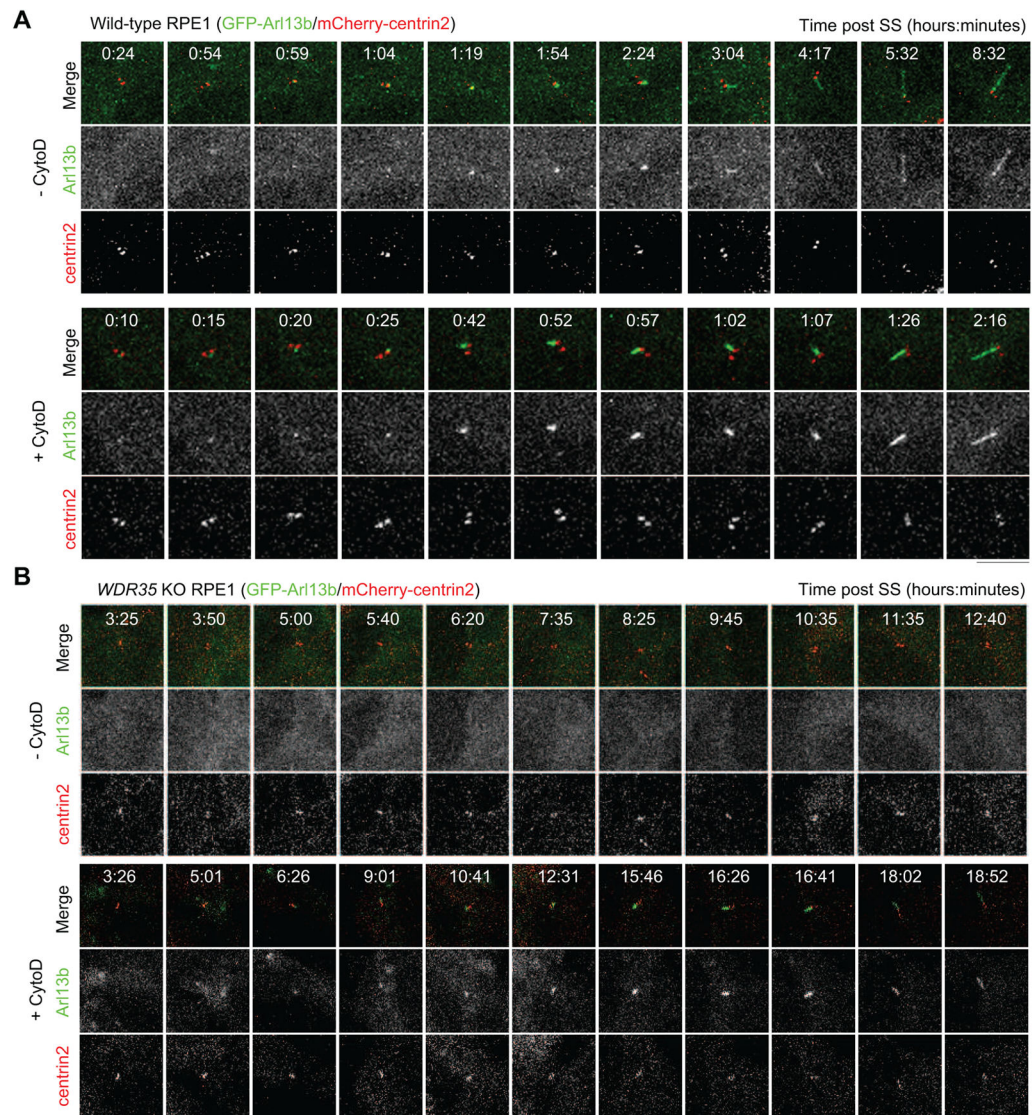 A
Wild-type RPE1 (GFP-Arl13b/mCherry-centrin2)
Time post SS (hours:minutes)
0:24 0:54 0:59 1:04 1:19 1:54 2:24 3:04 4:17 5:32 8:32
Merge
- CytoD
Arl13b
centrin2
0:10 0:15 0:20 0:25 0:42 0:52 0:57 1:02 1:07 1:26 2:16
Merge
+ CytoD
Arl13b
centrin2
B
WDR35 KO RPE1 (GFP-Arl13b/mCherry-centrin2)
Time post SS (hours:minutes)
3:25 3:50 5:00 5:40 6:20 7:35 8:25 9:45 10:35 11:35 12:40
Merge
- CytoD
Arl13b
centrin2
3:26 5:01 6:26 9:01 10:41 12:31 15:46 16:26 16:41 18:02 18:52
Merge
+ CytoD
Arl13b
centrin2